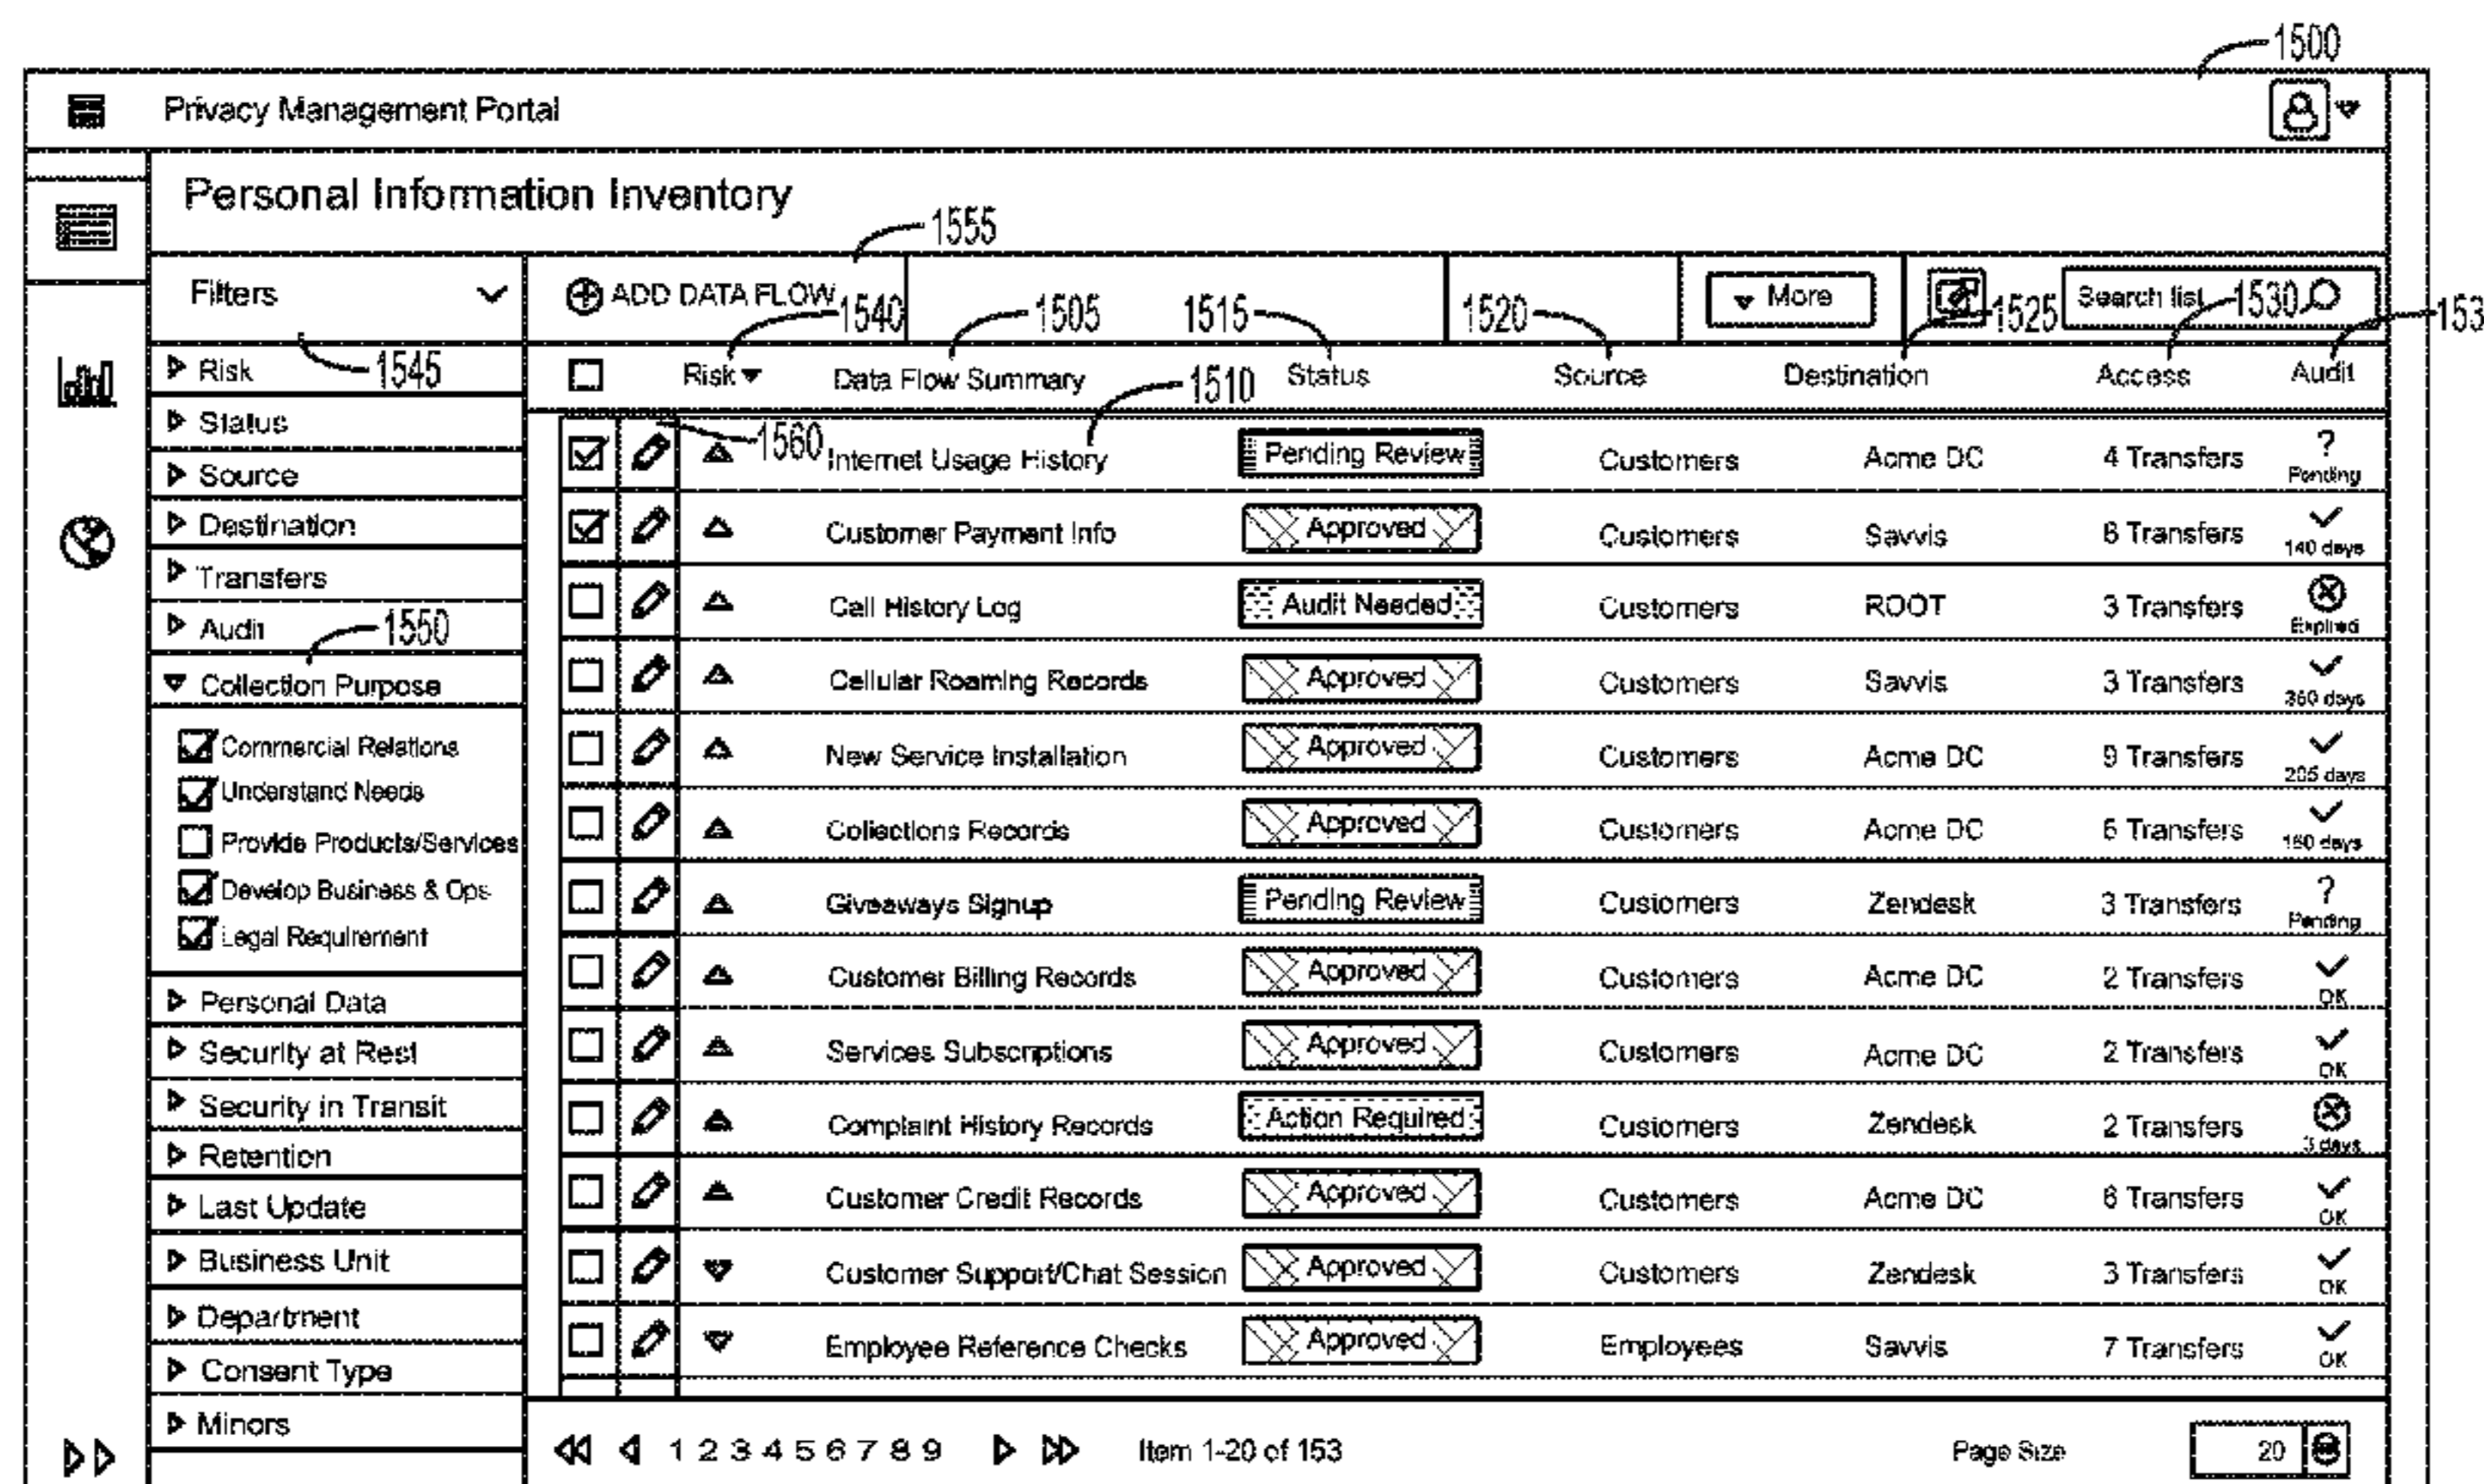 1500
Privacy Management Portal
Personal Information Inventory
1555
Filters
ADD DATA FLOW
More
Search list
1540 1505 1515 1520 1525 1530 153
1545
Risk Data Flow Summary Status Source Destination Access Audit
1510
1560
Internet Usage History Pending Review Customers Acme DC 4 Transfers ? Pending
Customer Payment Info Approved Customers Savvis 6 Transfers 140 days
Call History Log Audit Needed Customers ROOT 3 Transfers Expired
Cellular Roaming Records Approved Customers Savvis 3 Transfers 360 days
New Service Installation Approved Customers Acme DC 9 Transfers 205 days
Collections Records Approved Customers Acme DC Transfers days
Giveaways Signup Pending Review Customers Zendesk 3 Transfers ? Pending
Customer Billing Records Approved Customers Acme DC 2 Transfers OK
Services Subscriptions Approved Customers Acme DC 2 Transfers OK
Complaint History Records Action Required Customers Zendesk 2 Transfers 3 days
Customer Credit Records Approved Customers Acme DC 6 Transfers OK
Customer Support/Chat Session Approved Customers Zendesk 3 Transfers OK
Employee Reference Checks Approved Employees Savvis 7 Transfers OK
Risk
Status
Source
Destination
Transfers
Audit
1550
Collection Purpose
Commercial Relations
Understand Needs
Provide Products/Services
Develop Business & Ops
Legal Requirement
Personal Data
Security at Rest
Security in Transit
Retention
Last Update
Business Unit
Department
Consent Type
Minors
1 2 3 4 5 6 7 8 9 Item 1-20 of 153 Page Size 20